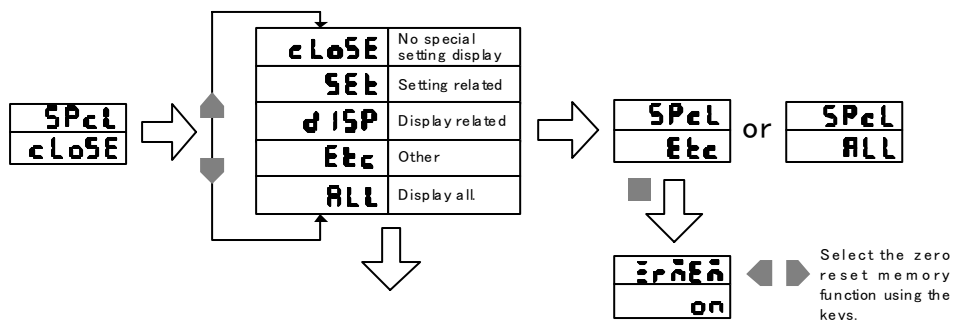 SPcL
cLoSE
cLoSE No special
setting display
SEt Setting related
dISP Display related
Etc Other
ALL Display all.
SPcL
Etc
or
SPcL
ALL
on
Select the zero
reset memory
function using the
keys.